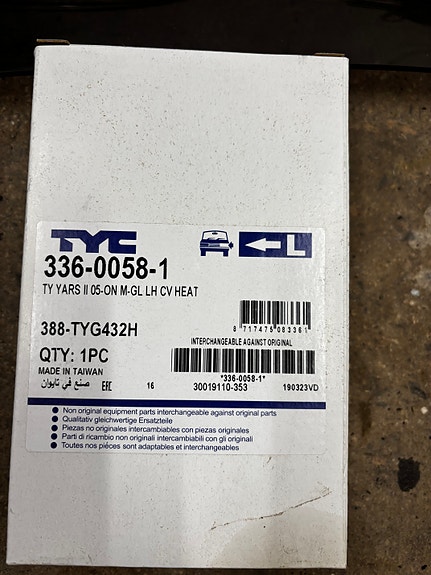 TYC
L
336-0058-1
TY YARS II 05-ON M-GL LH CV HEAT
8 717475 083361
388-TYG432H
INTERCHANGEABLE AGAINST ORIGINAL
QTY: 1PC
MADE IN TAIWAN
*336-0058-1*
صنع في تايوان EAC 16 30019110-353 190323VD
Non original equipment parts interchangeable against original parts
Qualitativ gleichwertige Ersatzteile
Piezas no originales intercambiables con piezas originales
Parti di ricambio non originali intercambiabili con gli originali
Toutes nos piéces sont adaptables et interchangeables